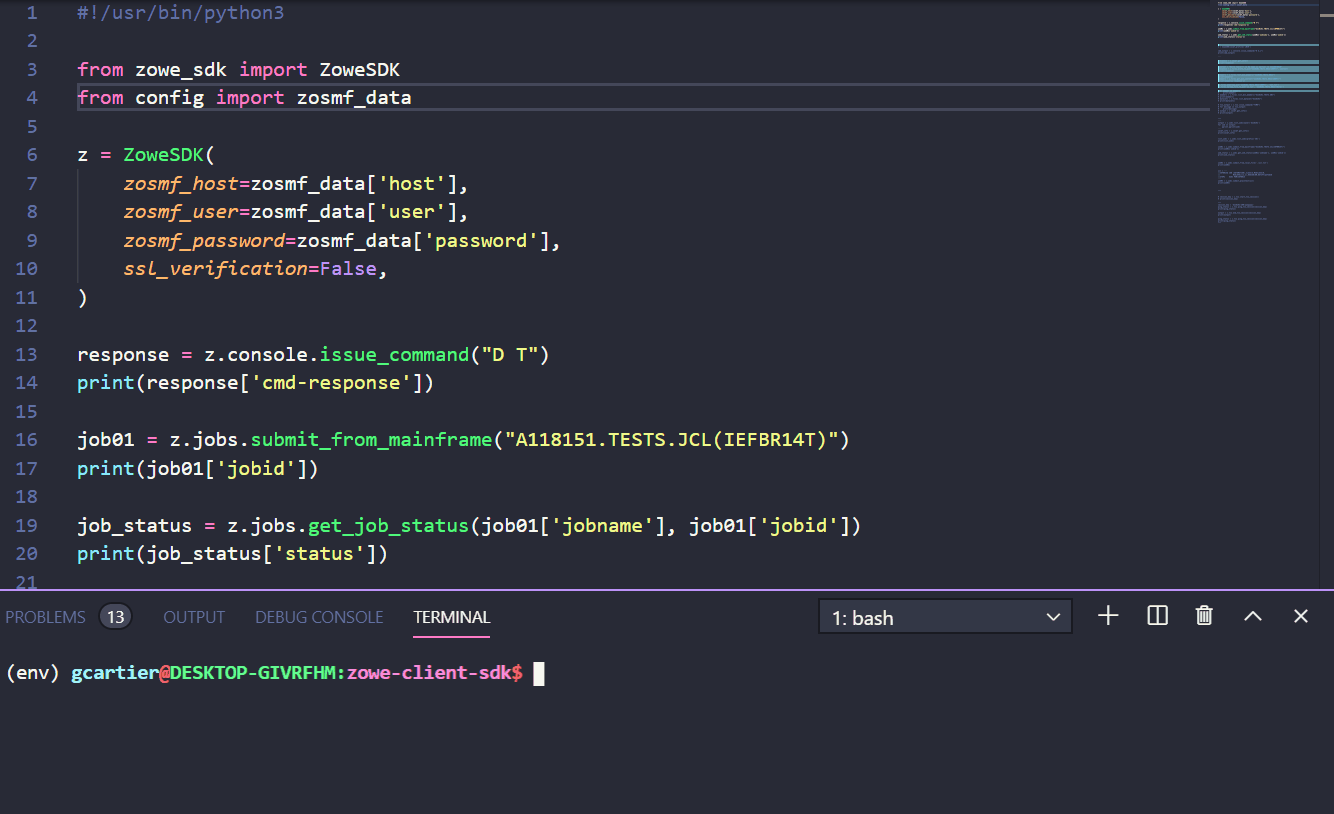 1 #!/usr/bin/python3
2
3 from zowe_sdk import ZoweSDK
4 from config import zosmf_data
5
6 z = ZoweSDK(
7     zosmf_host=zosmf_data['host'],
8     zosmf_user=zosmf_data['user'],
9     zosmf_password=zosmf_data['password'],
10     ssl_verification=False,
11 )
12
13 response = z.console.issue_command("D T")
14 print(response['cmd-response'])
15
16 job01 = z.jobs.submit_from_mainframe("A118151.TESTS.JCL(IEFBR14T)")
17 print(job01['jobid'])
18
19 job_status = z.jobs.get_job_status(job01['jobname'], job01['jobid'])
20 print(job_status['status'])
21
PROBLEMS 13 OUTPUT DEBUG CONSOLE TERMINAL 1: bash
(env) gcartier@DESKTOP-GIVRFHM:zowe-client-sdk$